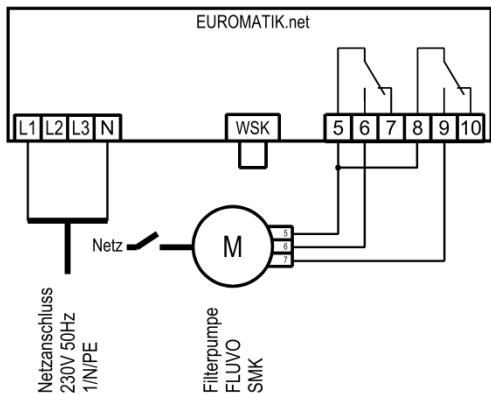 EUROMATIK.net
L1 L2 L3 N
WSK
5 6 7 8 9 10
Netz
M
5
6
7
Netzanschluss
230V 50Hz
1/N/PE
Filterpumpe
FLUVO
SMK